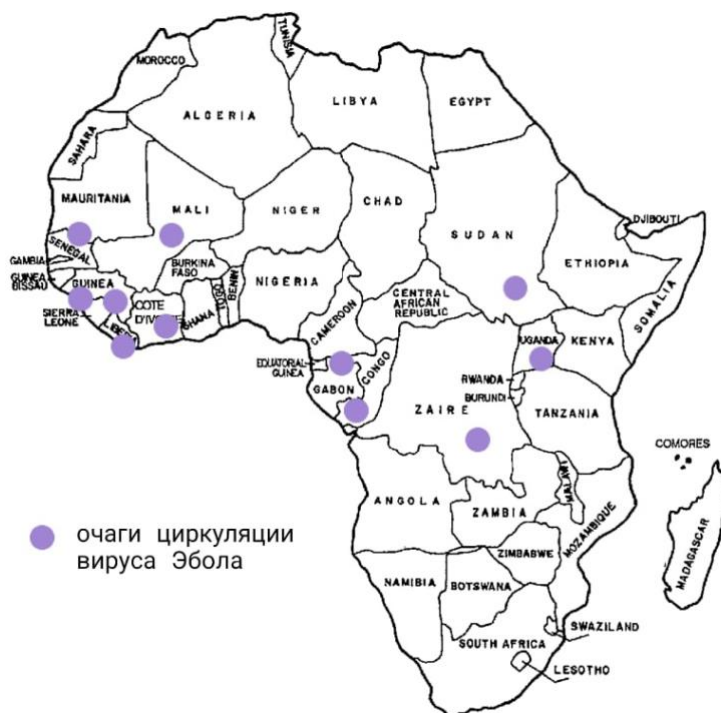 TUNISIA
MOROCCO
ALGERIA
LIBYA
EGYPT
SAHARA
MAURITANIA
MALI
NIGER
CHAD
SUDAN
DJIBOUTI
SENEGAL
GAMBIA
GUINEA
BISSAU
GUINEA
BURKINA
FASO
BENIN
TOGO
NIGERIA
ETHIOPIA
SOMALIA
SIERRA
LEONE
LIBERIA
COTE
D'IVOIRE
GHANA
CAMEROON
CENTRAL
AFRICAN
REPUBLIC
EQUATORIAL
GUINEA
GABON
CONGO
UGANDA
KENYA
RWANDA
BURUNDI
ZAIRE
TANZANIA
COMORES
ANGOLA
ZAMBIA
MALAWI
MOZAMBIQUE
MADAGASCAR
ZIMBABWE
NAMIBIA
BOTSWANA
SWAZILAND
SOUTH AFRICA
LESOTHO
очаги циркуляции
вируса Эбола